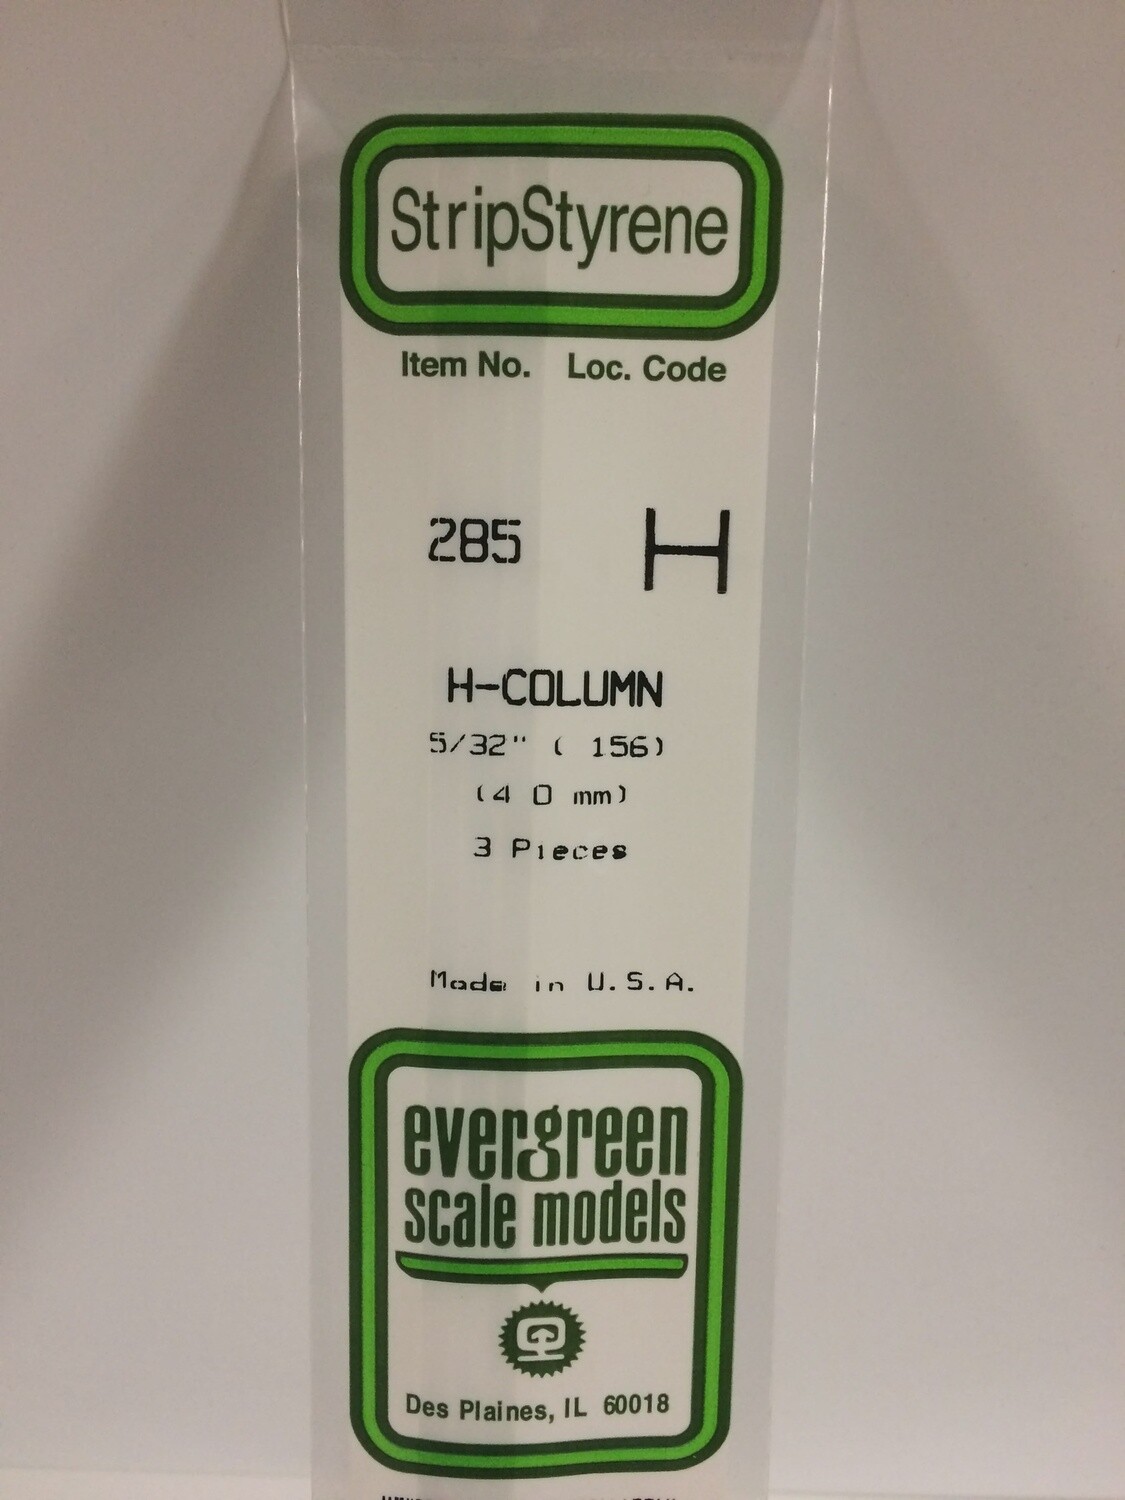 StripStyrene
Item No. Loc. Code
285 H
H-COLUMN
5/32" ( 156)
(4 0 mm)
3 Pieces
Made in U.S.A.
evergreen
scale models
Des Plaines, IL 60018